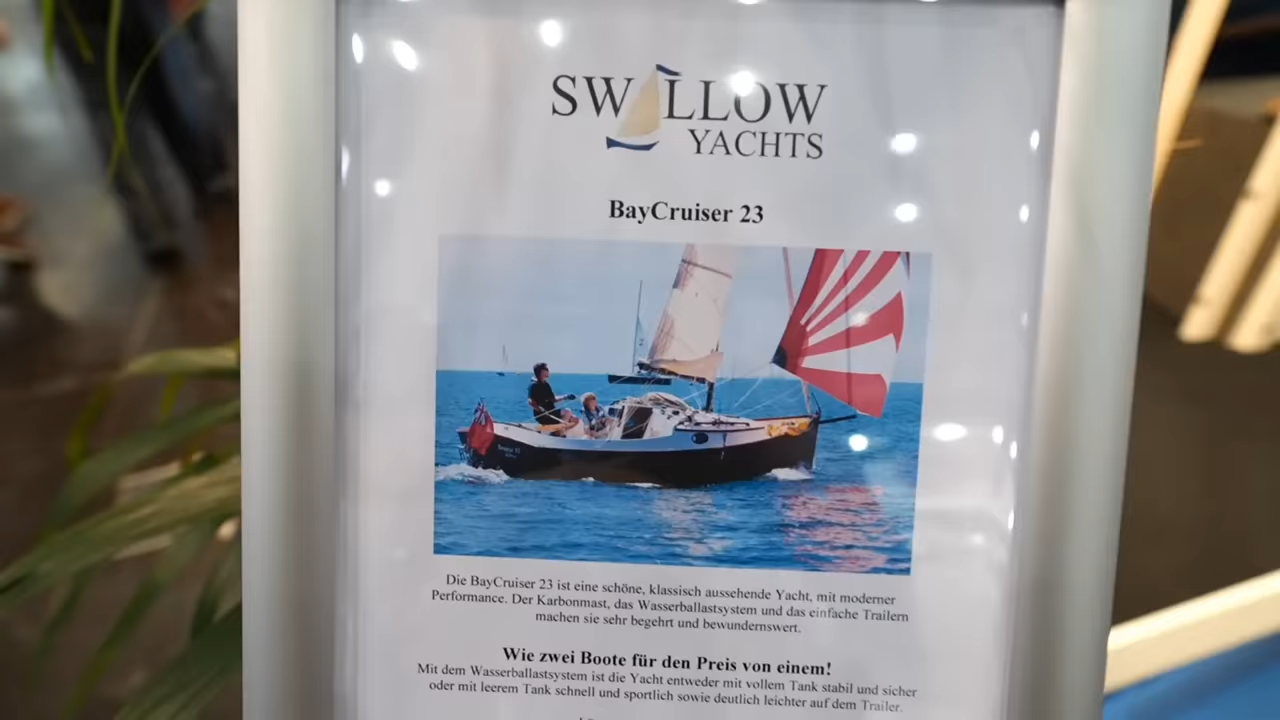 SWALLOW
YACHTS
BayCruiser 23
Die BayCruiser 23 ist eine schöne, klassisch aussehende Yacht, mit moderner
Performance. Der Karbonmast, das Wasserballastsystem und das einfache Trailern
machen sie sehr begehrt und bewundernswert.
Wie zwei Boote für den Preis von einem!
Mit dem Wasserballastsystem ist die Yacht entweder mit vollem Tank stabil und sicher
oder mit leerem Tank schnell und sportlich sowie deutlich leichter auf dem Trailer.